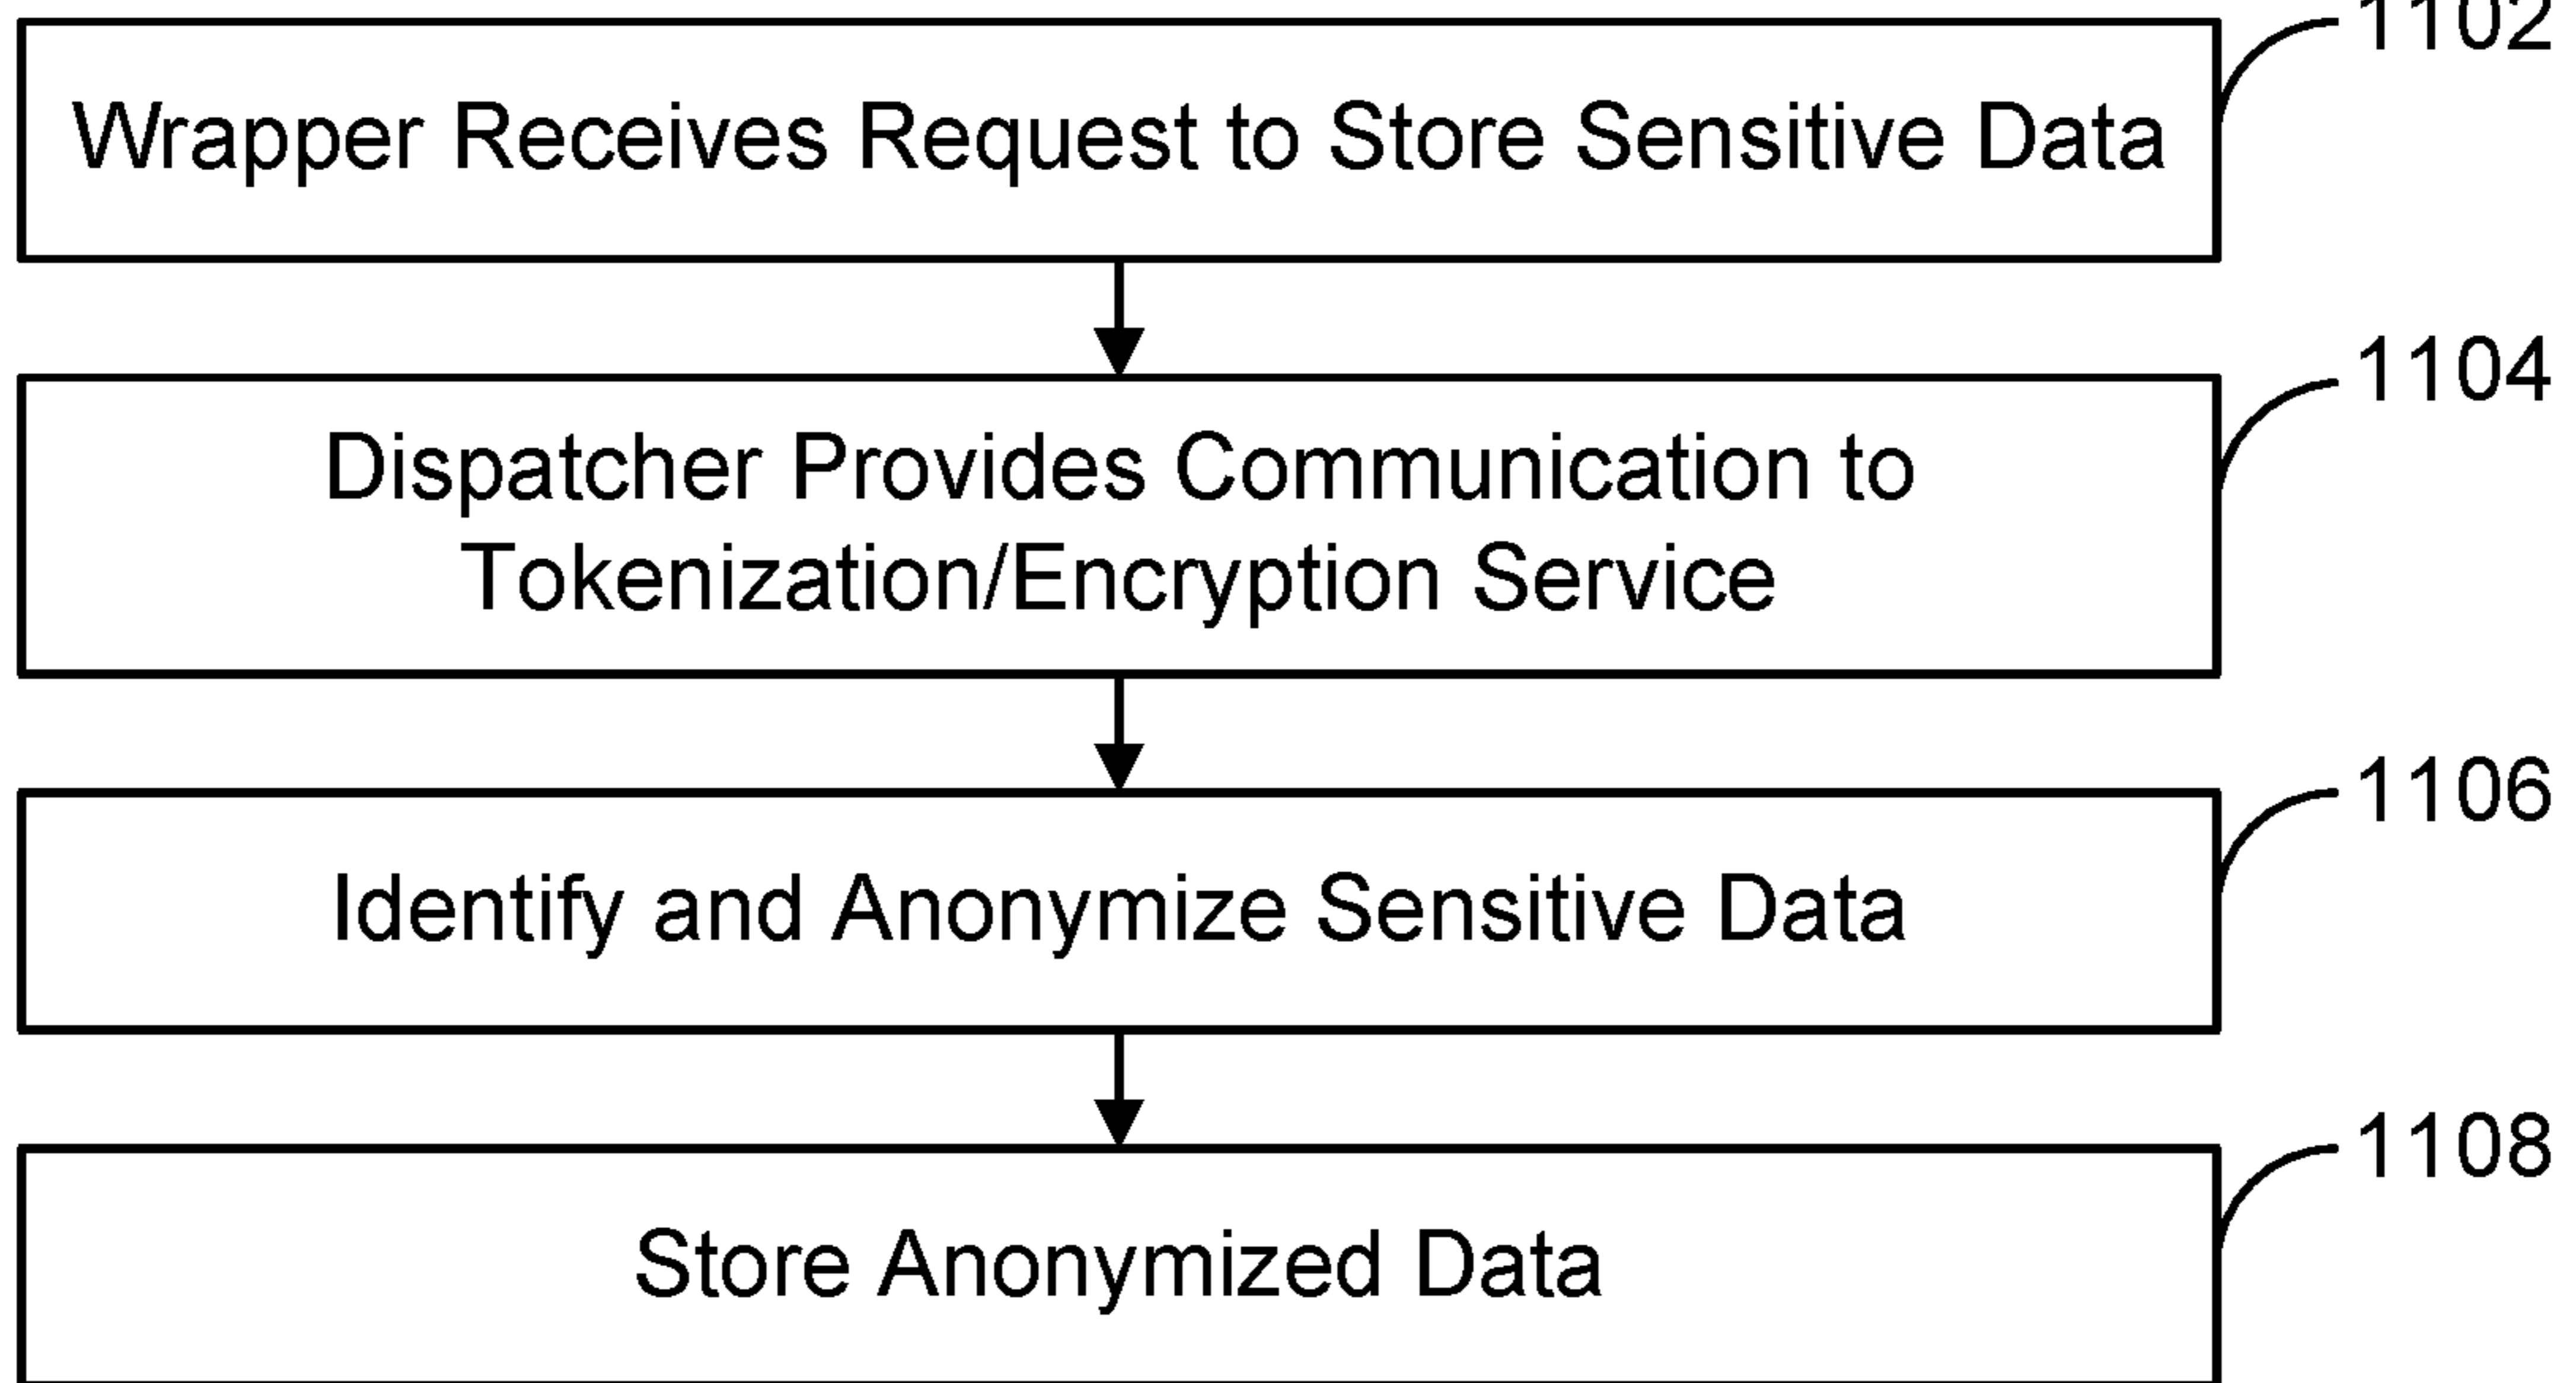 1102
Wrapper Receives Request to Store Sensitive Data
1104
Dispatcher Provides Communication to
Tokenization/Encryption Service
1106
Identify and Anonymize Sensitive Data
1108
Store Anonymized Data